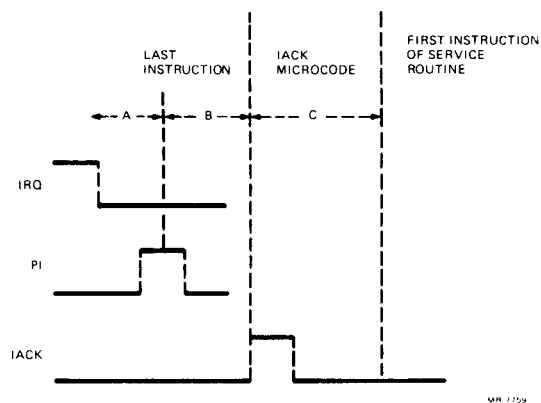 LAST
INSTRUCTION
IACK
MICROCODE
FIRST INSTRUCTION
OF SERVICE
ROUTINE
A
B
C
IRQ
PI
IACK
MR 7759